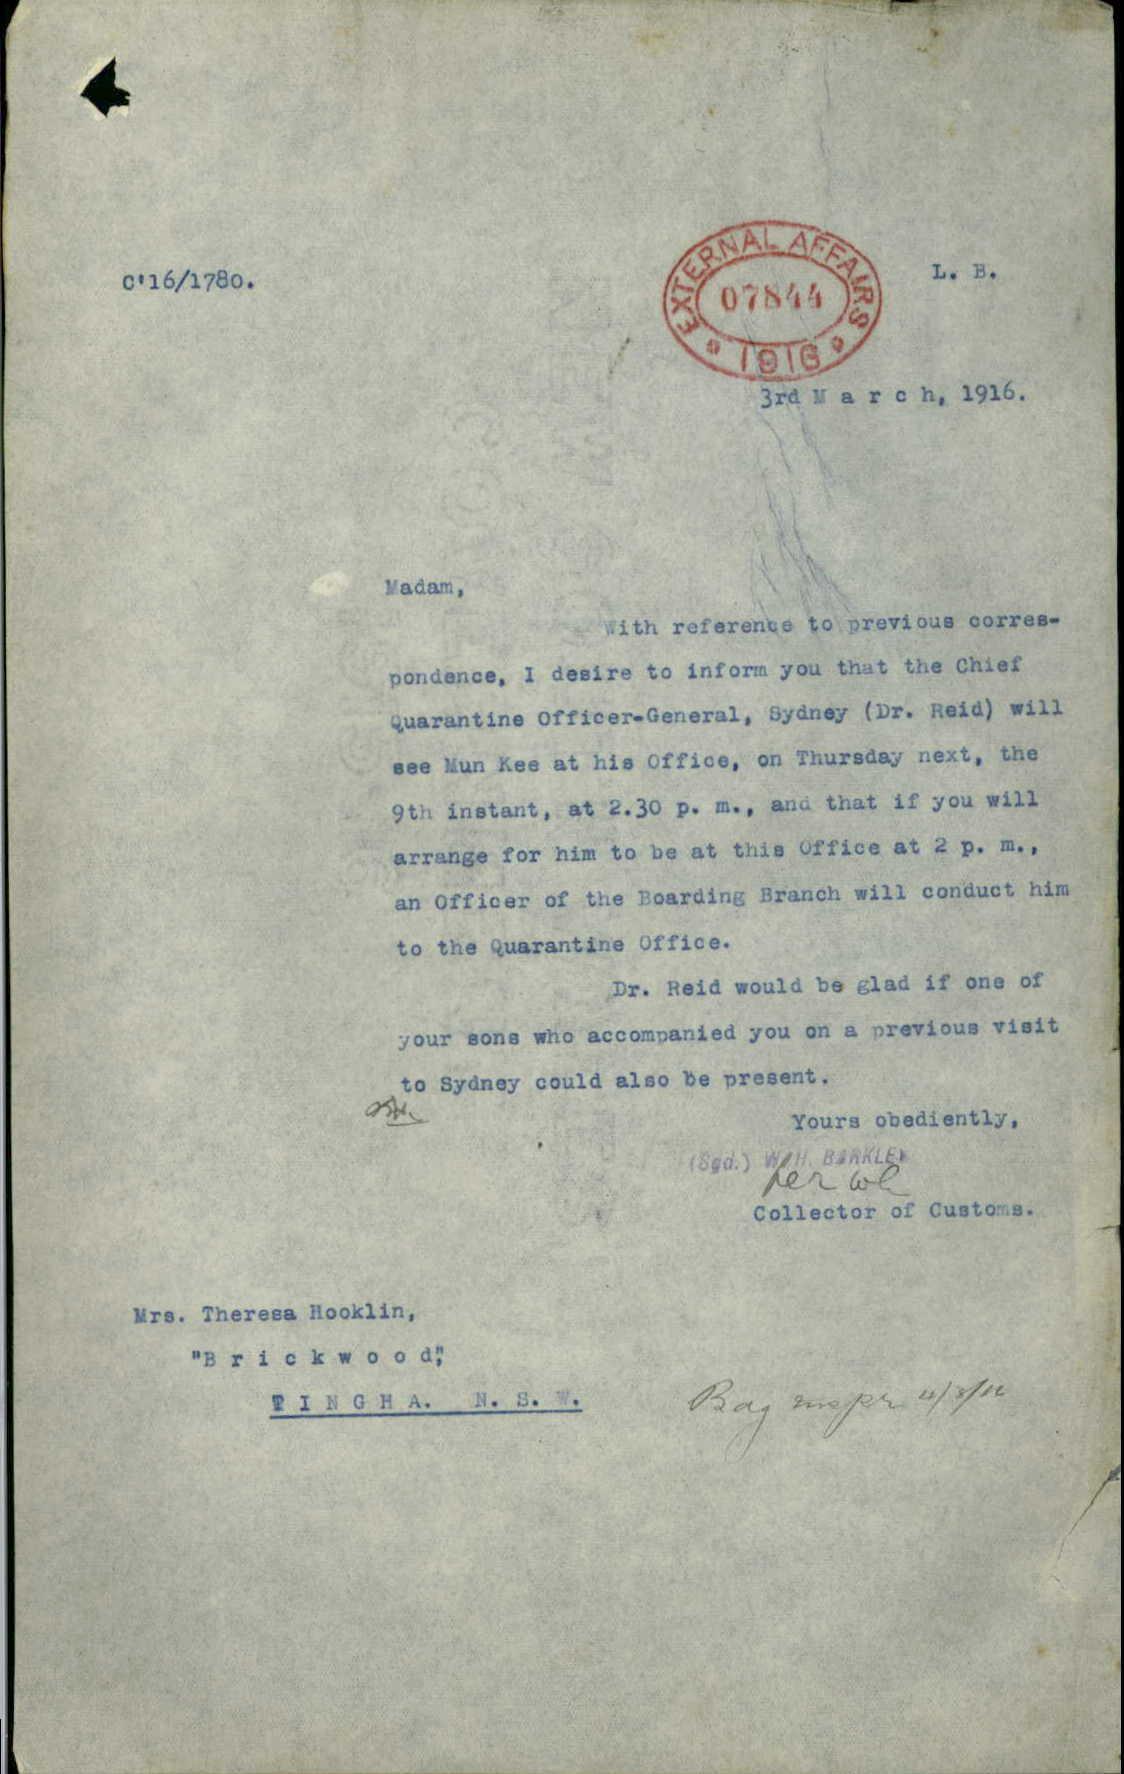 C'16/1780.
EXTERNAL AFFAIRS
07844
1916
L. B.
3rd M a r c h, 1916.
Madam,
With reference to previous corres-
pondence, I desire to inform you that the Chief
Quarantine Officer-General, Sydney (Dr. Reid) will
see Mun Kee at his Office, on Thursday next, the
9th instant, at 2.30 p. m., and that if you will
arrange for him to be at this Office at 2 p. m.,
an Officer of the Boarding Branch will conduct him
to the Quarantine Office.
Dr. Reid would be glad if one of
your sons who accompanied you on a previous visit
to Sydney could also be present.
Yours obediently,
(Sgd.) W. H. BARKLEY
per
Collector of Customs.
Mrs. Theresa Hooklin,
"B r i c k w o o d",
T I N G H A. N. S. W.